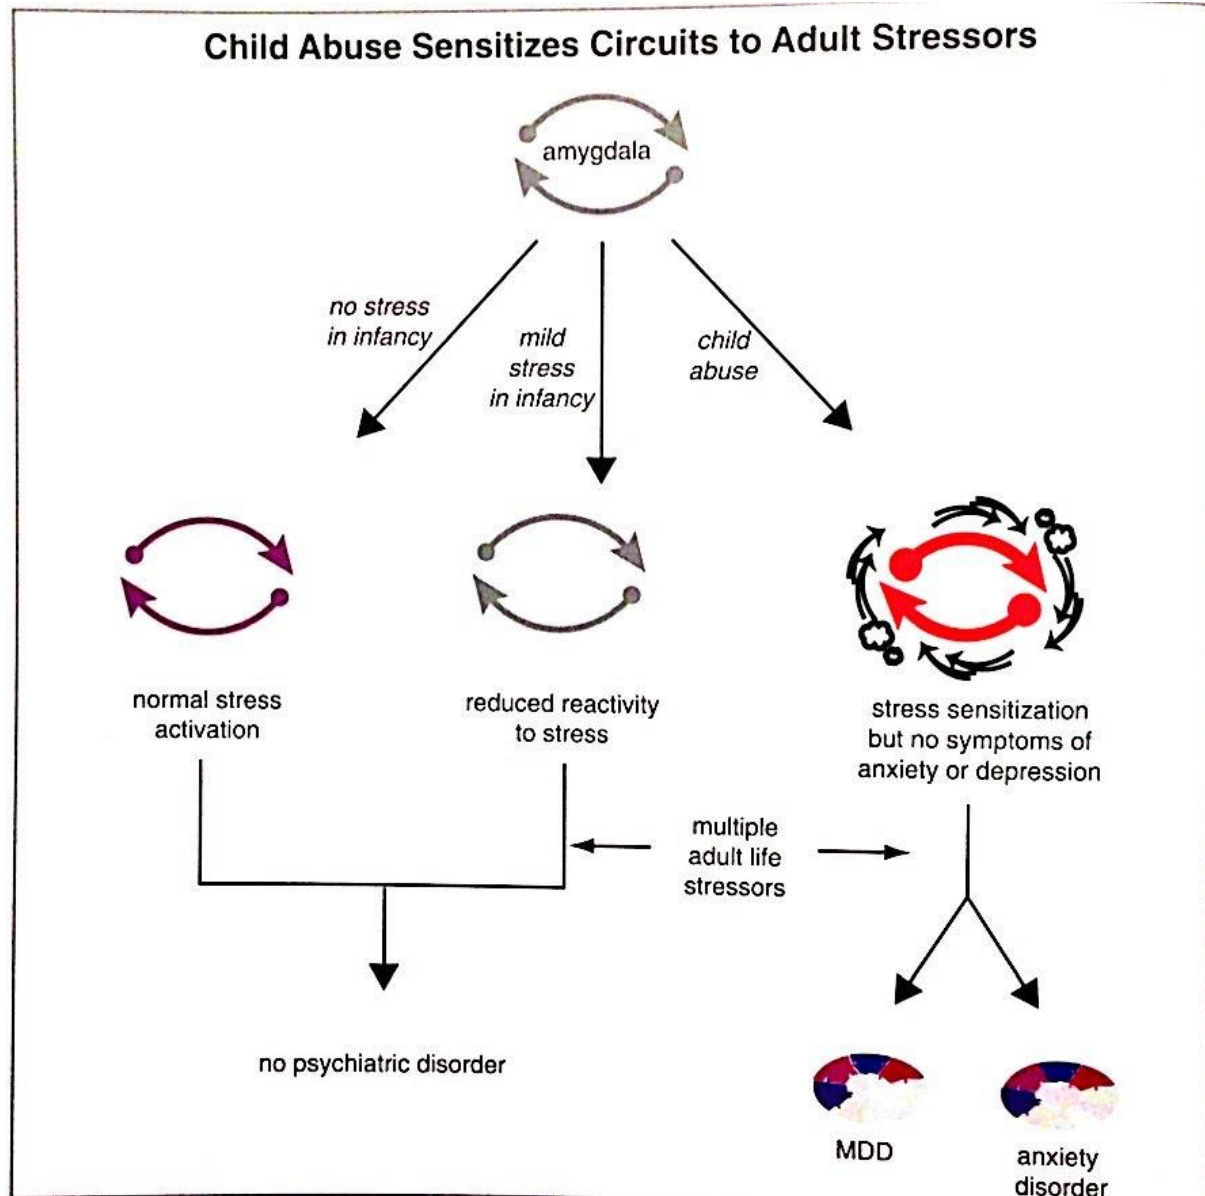 Child Abuse Sensitizes Circuits to Adult Stressors
amygdala
no stress
in infancy
mild
stress
in infancy
child
abuse
normal stress
activation
reduced reactivity
to stress
stress sensitization
but no symptoms of
anxiety or depression
multiple
adult life
stressors
no psychiatric disorder
MDD
anxiety
disorder